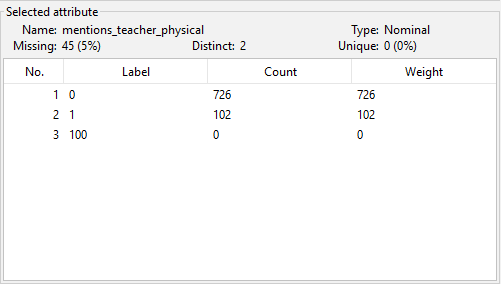 Selected attribute
Name: mentions_teacher_physical Type: Nominal
Missing: 45 (5%) Distinct: 2 Unique: 0 (0%)
No. Label Count Weight
1 0 726 726
2 1 102 102
3 100 0 0